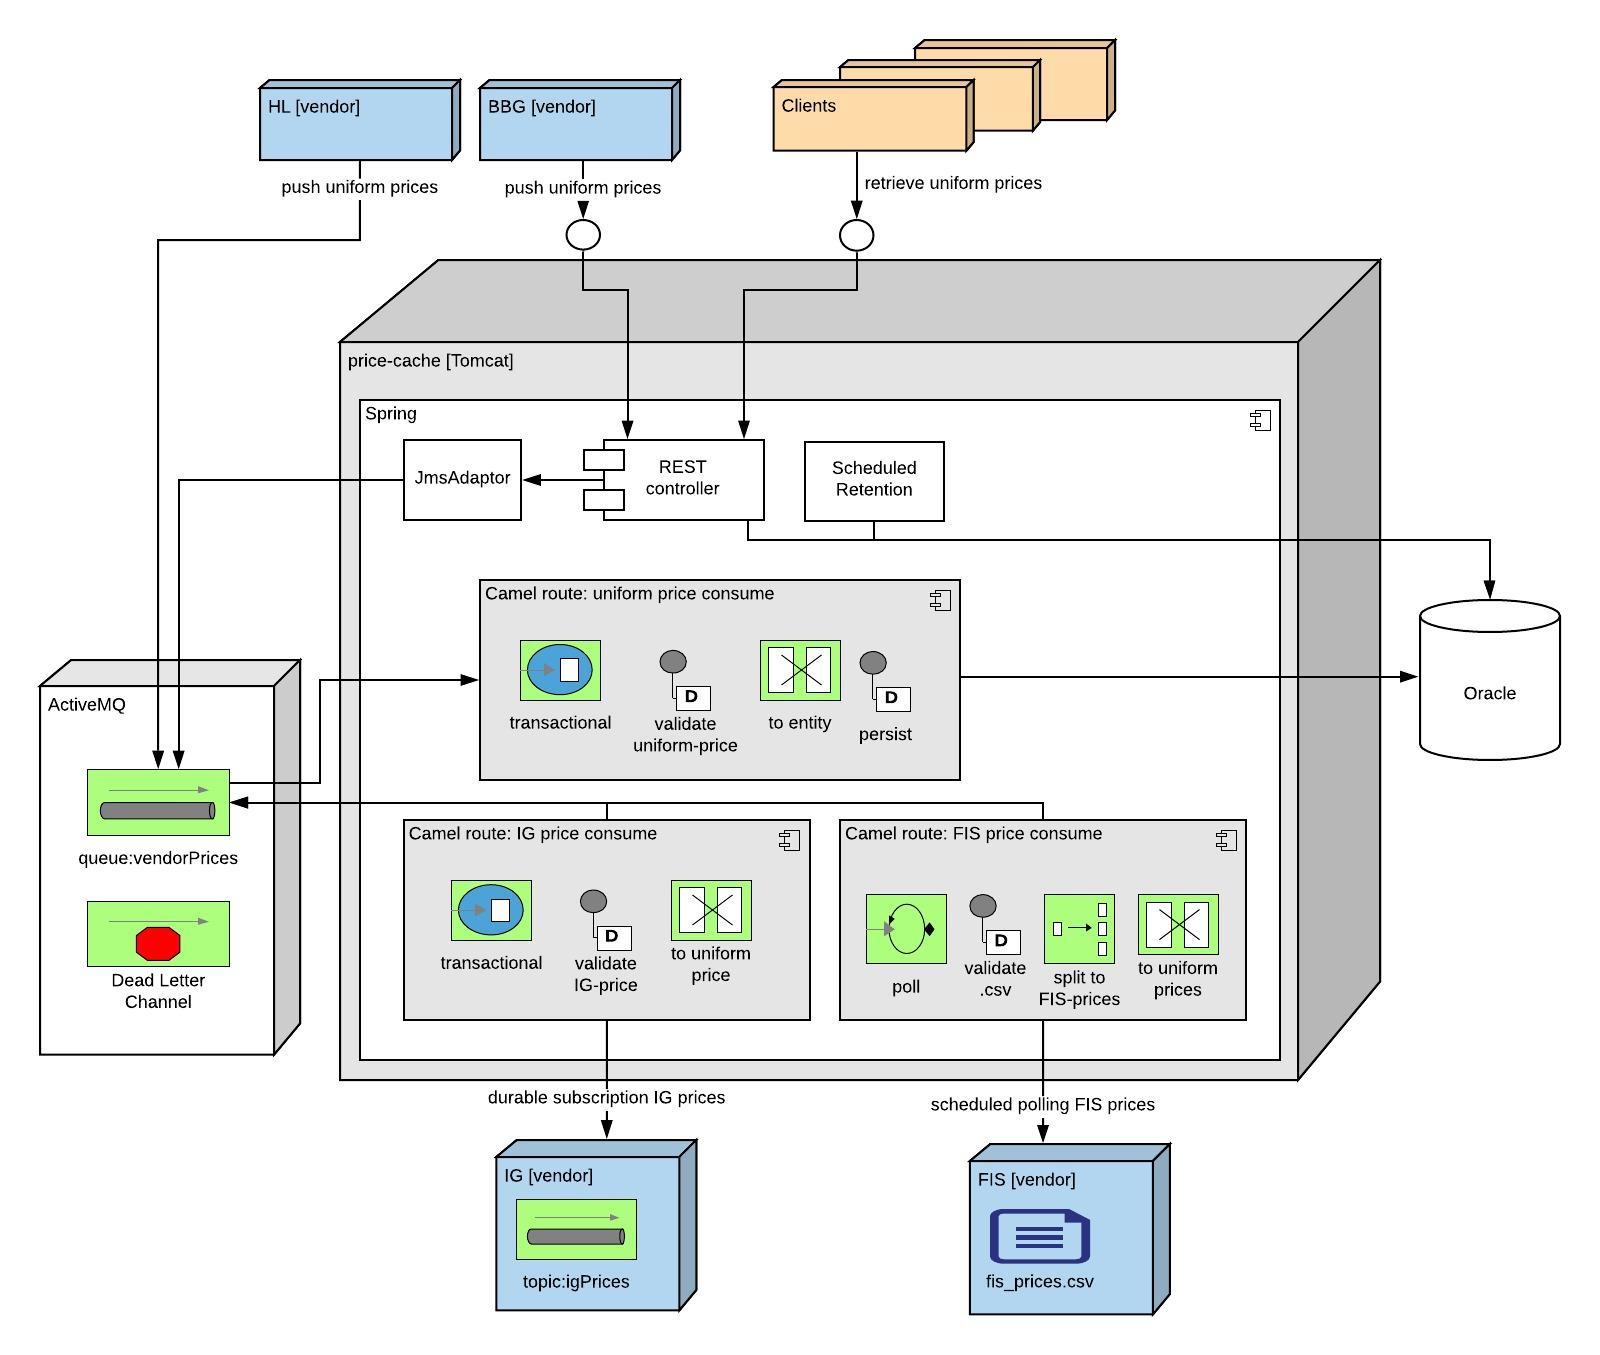 HL [vendor]
BBG [vendor]
Clients
push uniform prices
push uniform prices
retrieve uniform prices
price-cache [Tomcat]
Spring
JmsAdaptor
REST
controller
Scheduled
Retention
Camel route: uniform price consume
transactional
D
validate
uniform-price
to entity
D
persist
Oracle
ActiveMQ
queue:vendorPrices
Dead Letter
Channel
Camel route: IG price consume
transactional
D
validate
IG-price
to uniform
price
Camel route: FIS price consume
poll
D
validate
.csv
split to
FIS-prices
to uniform
prices
durable subscription IG prices
scheduled polling FIS prices
IG [vendor]
topic:igPrices
FIS [vendor]
fis_prices.csv